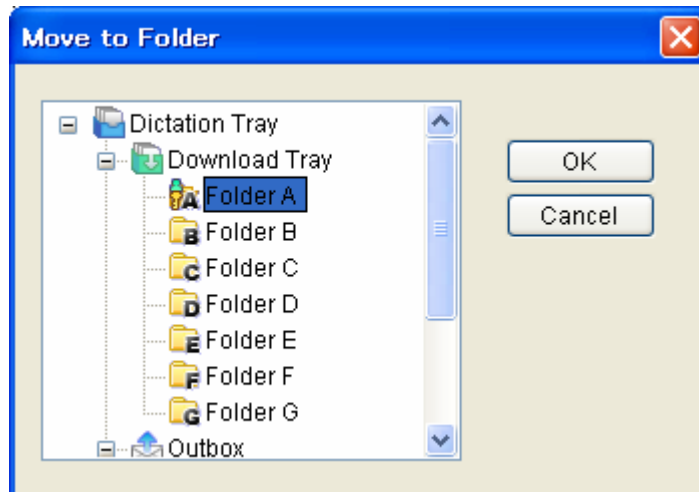 Move to Folder
Dictation Tray
Download Tray
A Folder A
B Folder B
C Folder C
D Folder D
E Folder E
F Folder F
G Folder G
Outbox
OK
Cancel